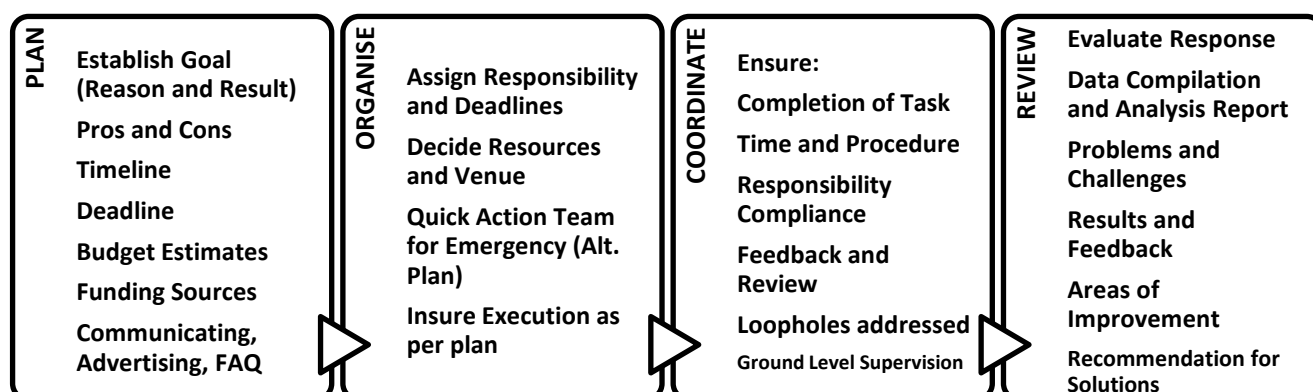 PLAN
Establish Goal
(Reason and Result)
Pros and Cons
Timeline
Deadline
Budget Estimates
Funding Sources
Communicating,
Advertising, FAQ
ORGANISE
Assign Responsibility
and Deadlines
Decide Resources
and Venue
Quick Action Team
for Emergency (Alt.
Plan)
Insure Execution as
per plan
COORDINATE
Ensure:
Completion of Task
Time and Procedure
Responsibility
Compliance
Feedback and
Review
Loopholes addressed
Ground Level Supervision
REVIEW
Evaluate Response
Data Compilation
and Analysis Report
Problems and
Challenges
Results and
Feedback
Areas of
Improvement
Recommendation for
Solutions